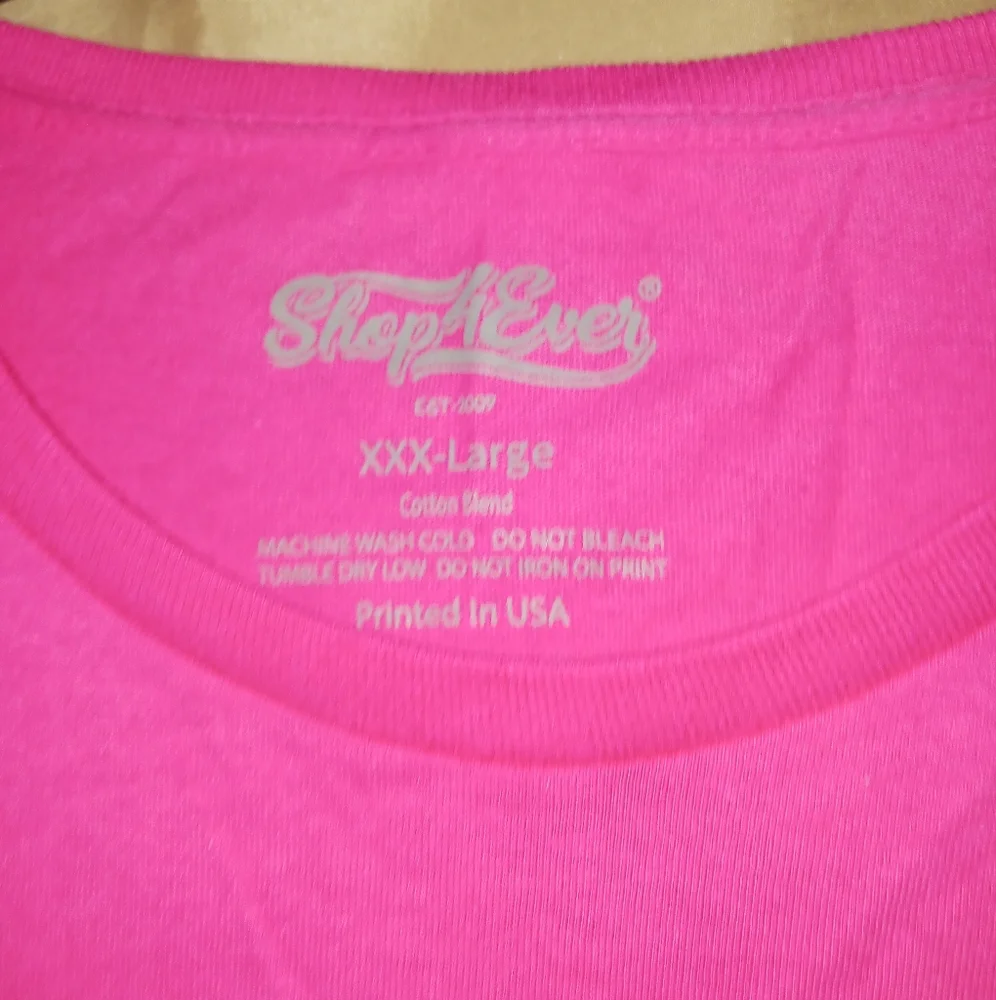 Shop4Ever®
EST. 2009
XXX-Large
Cotton Blend
MACHINE WASH COLD DO NOT BLEACH
TUMBLE DRY LOW DO NOT IRON ON PRINT
Printed In USA